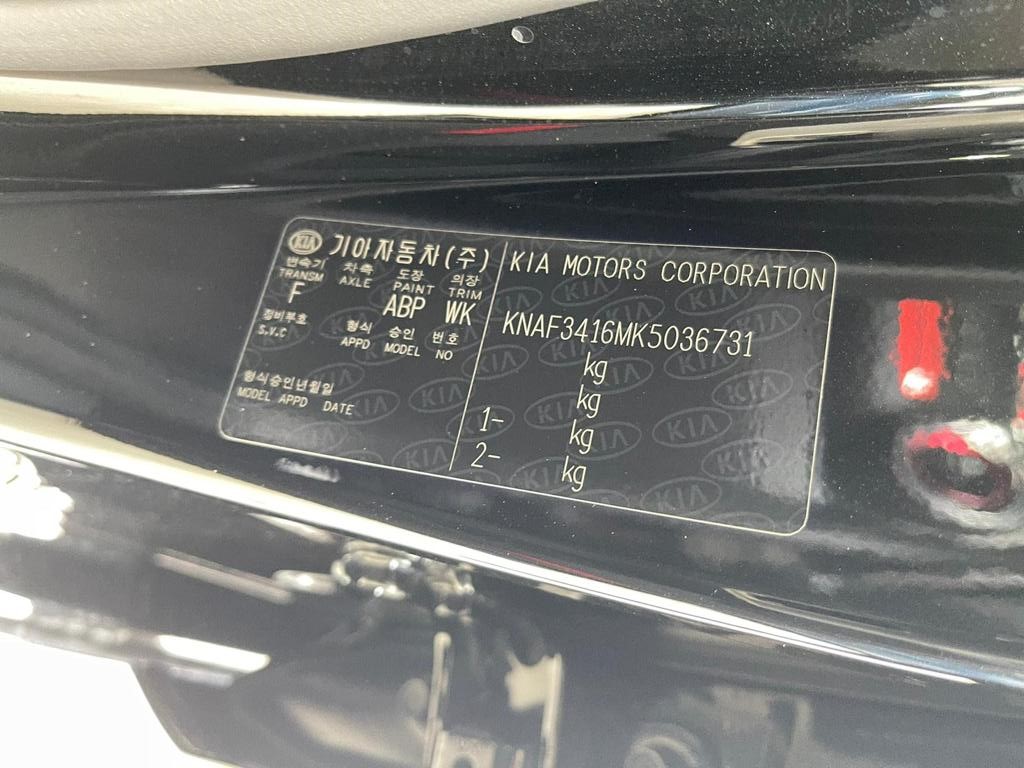 KIA 기아자동차(주)
변속기 차축 도장 의장
TRANSM AXLE PAINT TRIM
F ABP WK
정비부호 형식 승인 번호
S.V.C APPD MODEL NO
형식승인년월일
MODEL APPD DATE
KIA MOTORS CORPORATION
KNAF3416MK5036731
kg
kg
1- kg
2- kg